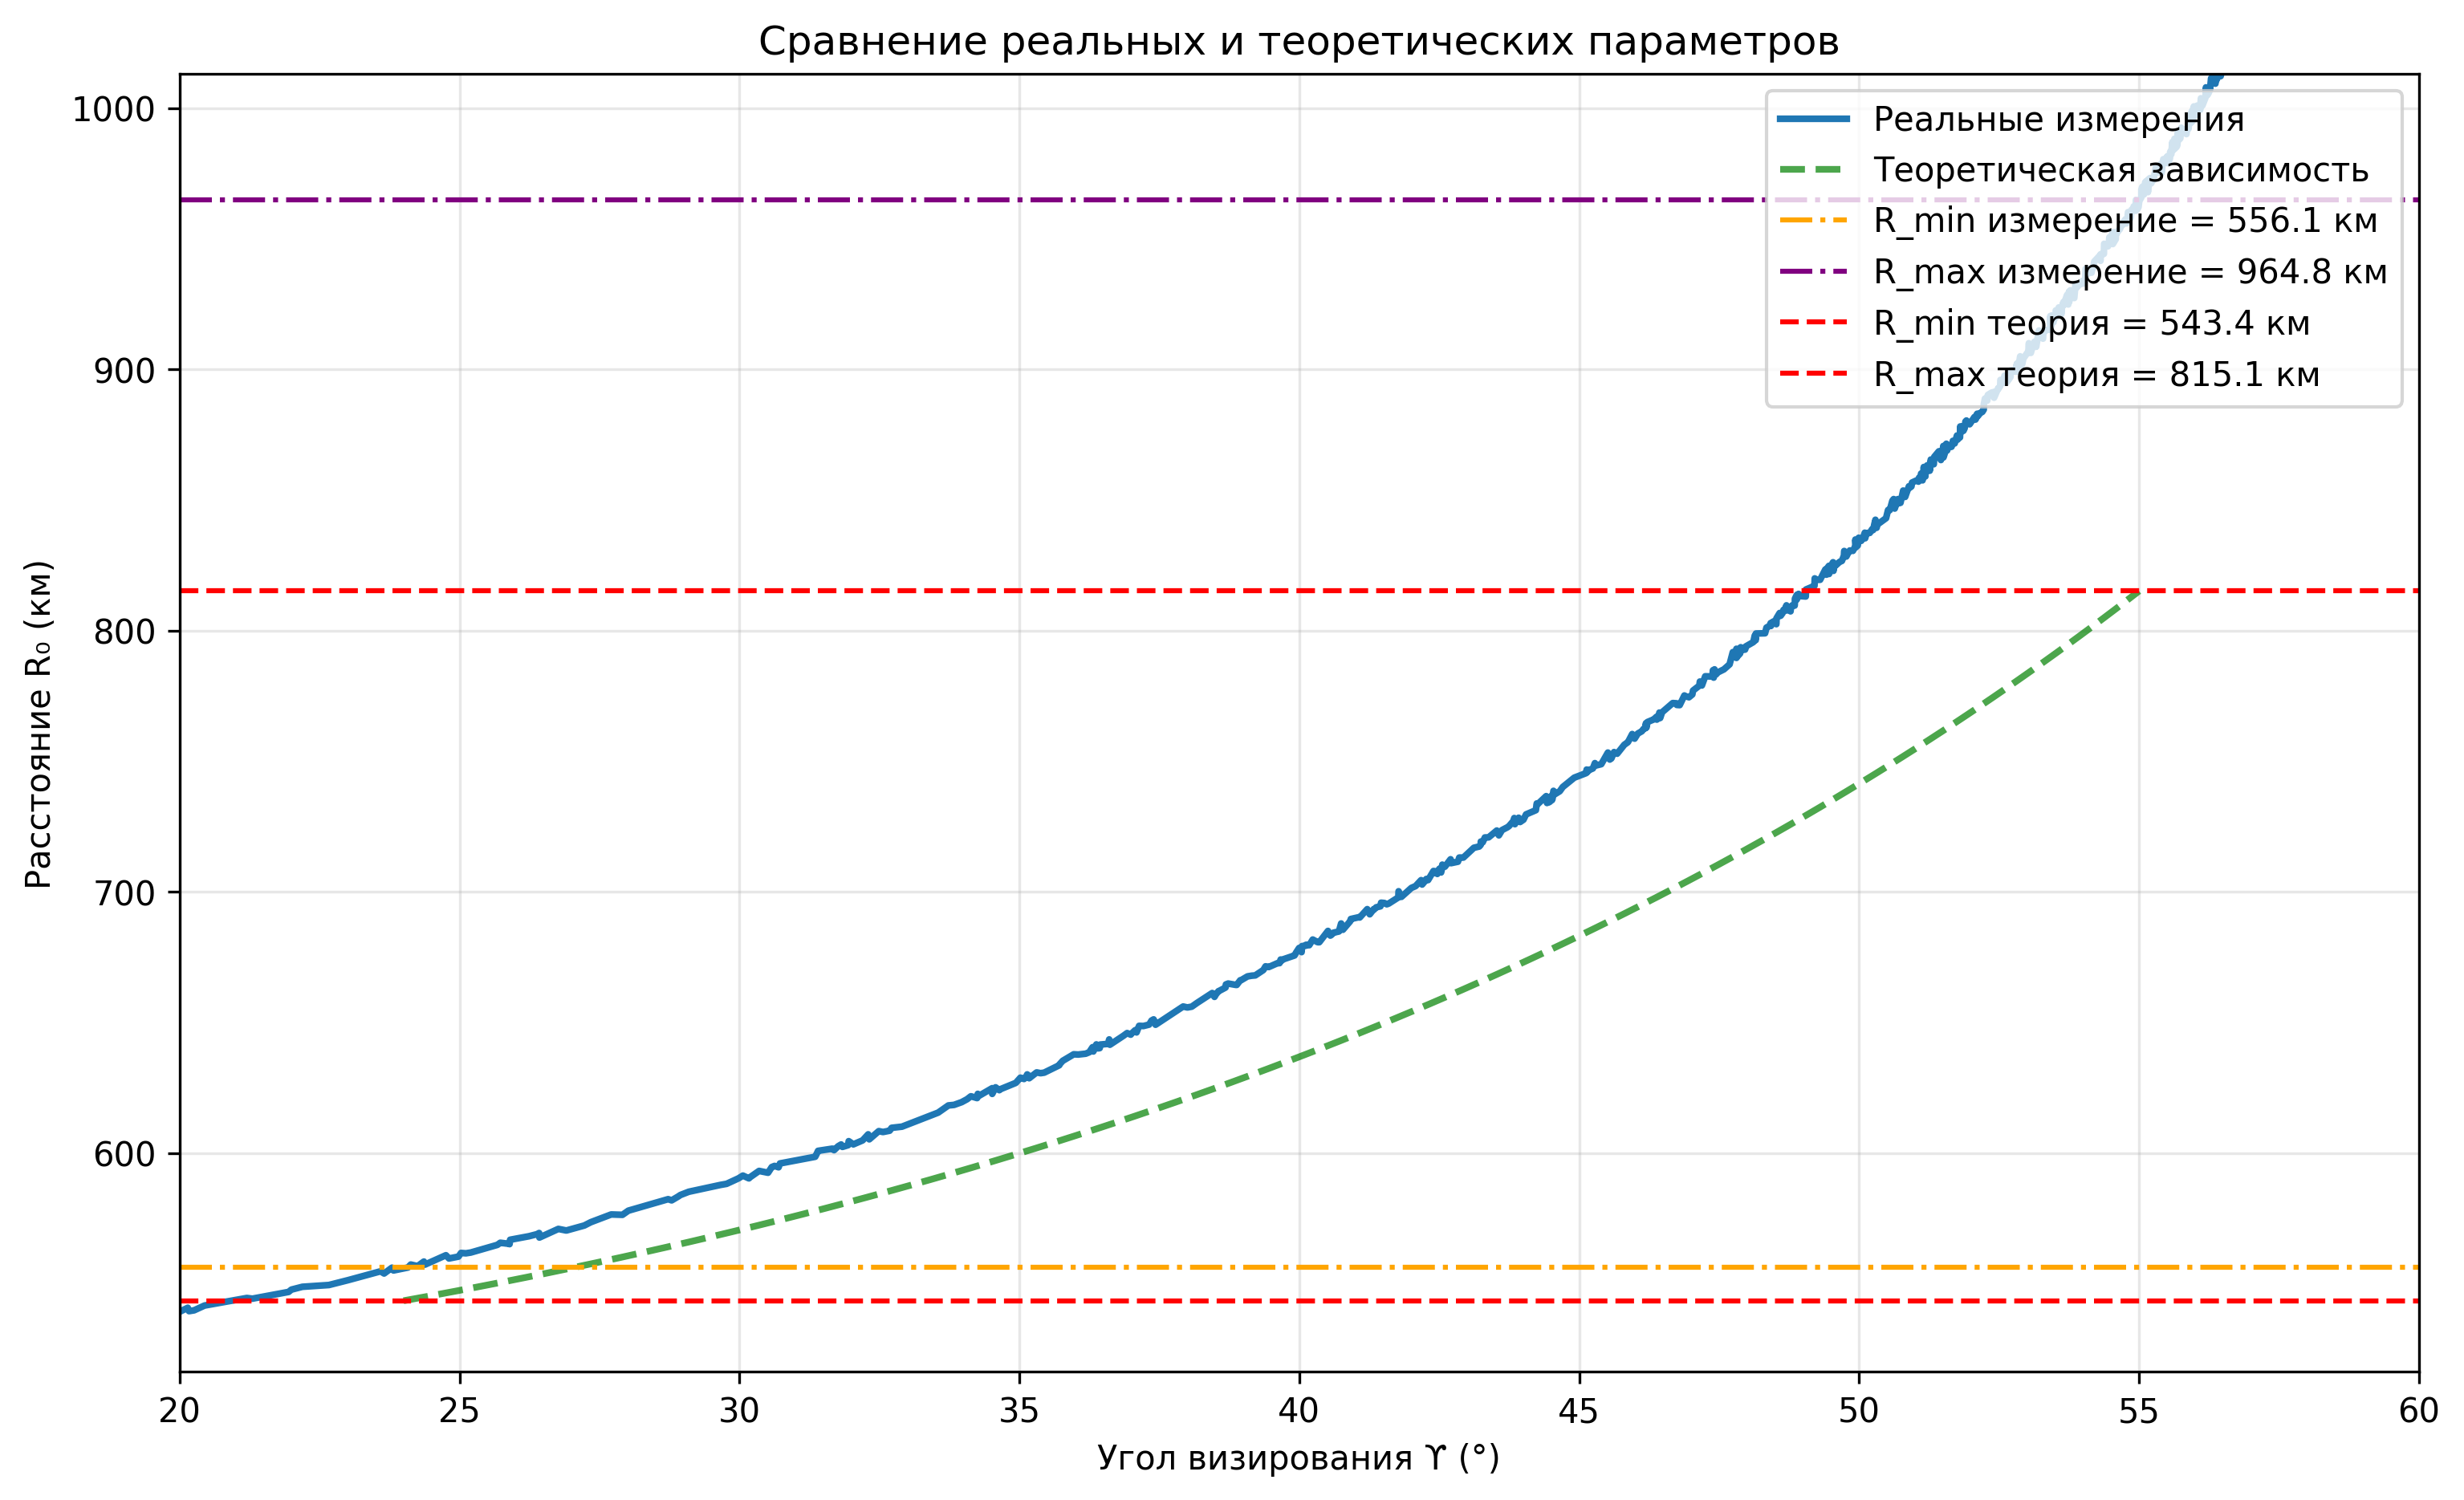 Сравнение реальных и теоретических параметров
Реальные измерения
Теоретическая зависимость
R_min измерение = 556.1 км
R_max измерение = 964.8 км
R_min теория = 543.4 км
R_max теория = 815.1 км
Расстояние R₀ (км)
1000
900
800
700
600
20 25 30 35 40 45 50 55 60
Угол визирования ϒ (°)